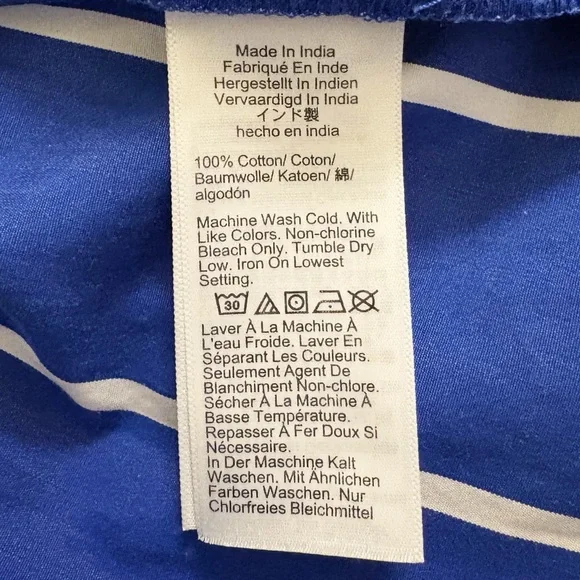 Made In India
Fabriqué En Inde
Hergestellt In Indien
Vervaardigd In India
インド製
hecho en india
100% Cotton/ Coton/
Baumwolle/ Katoen/ 綿/
algodón
Machine Wash Cold. With
Like Colors. Non-chlorine
Bleach Only. Tumble Dry
Low. Iron On Lowest
Setting.
30
Laver À La Machine À
L'eau Froide. Laver En
Séparant Les Couleurs.
Seulement Agent De
Blanchiment Non-chlore.
Sécher À La Machine À
Basse Température.
Repasser À Fer Doux Si
Nécessaire.
In Der Maschine Kalt
Waschen. Mit Ähnlichen
Farben Waschen. Nur
Chlorfreies Bleichmittel